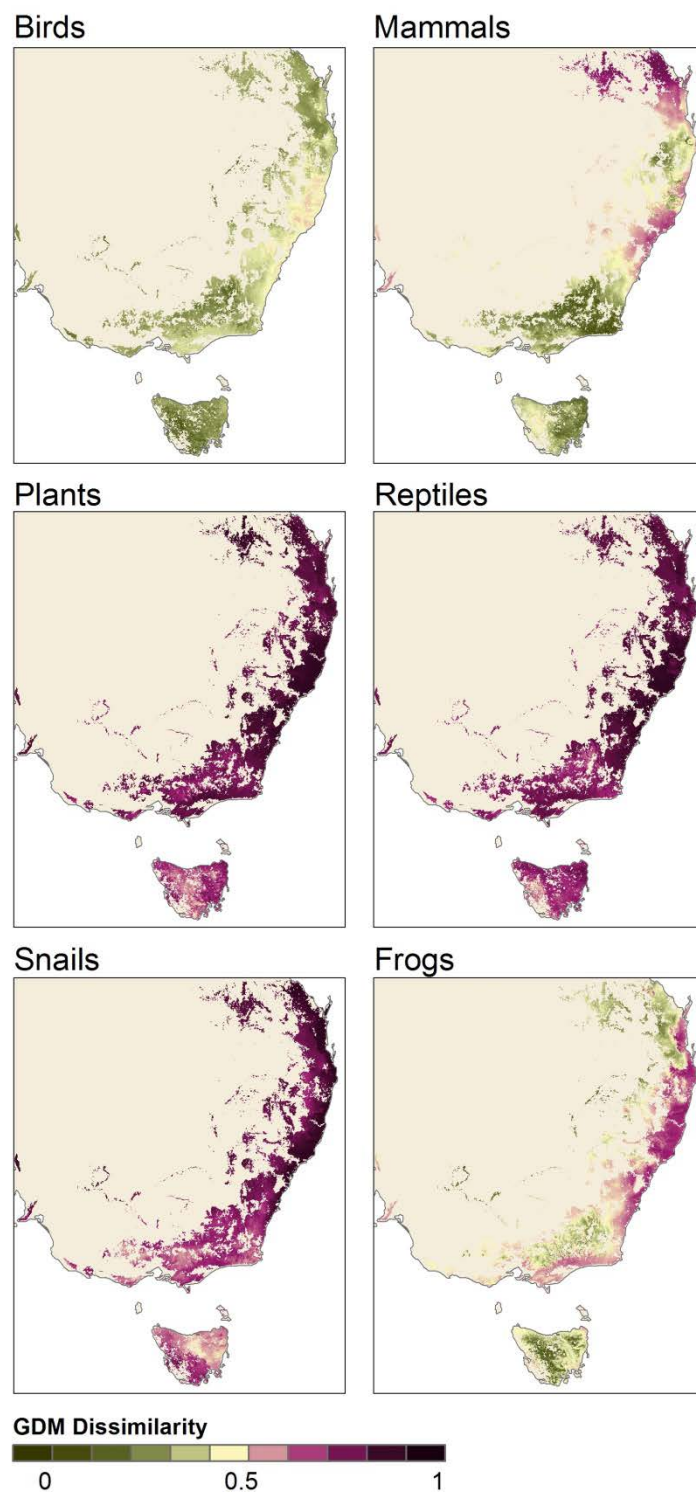 Birds
Mammals
Plants
Reptiles
Snails
Frogs
GDM Dissimilarity
0 0.5 1